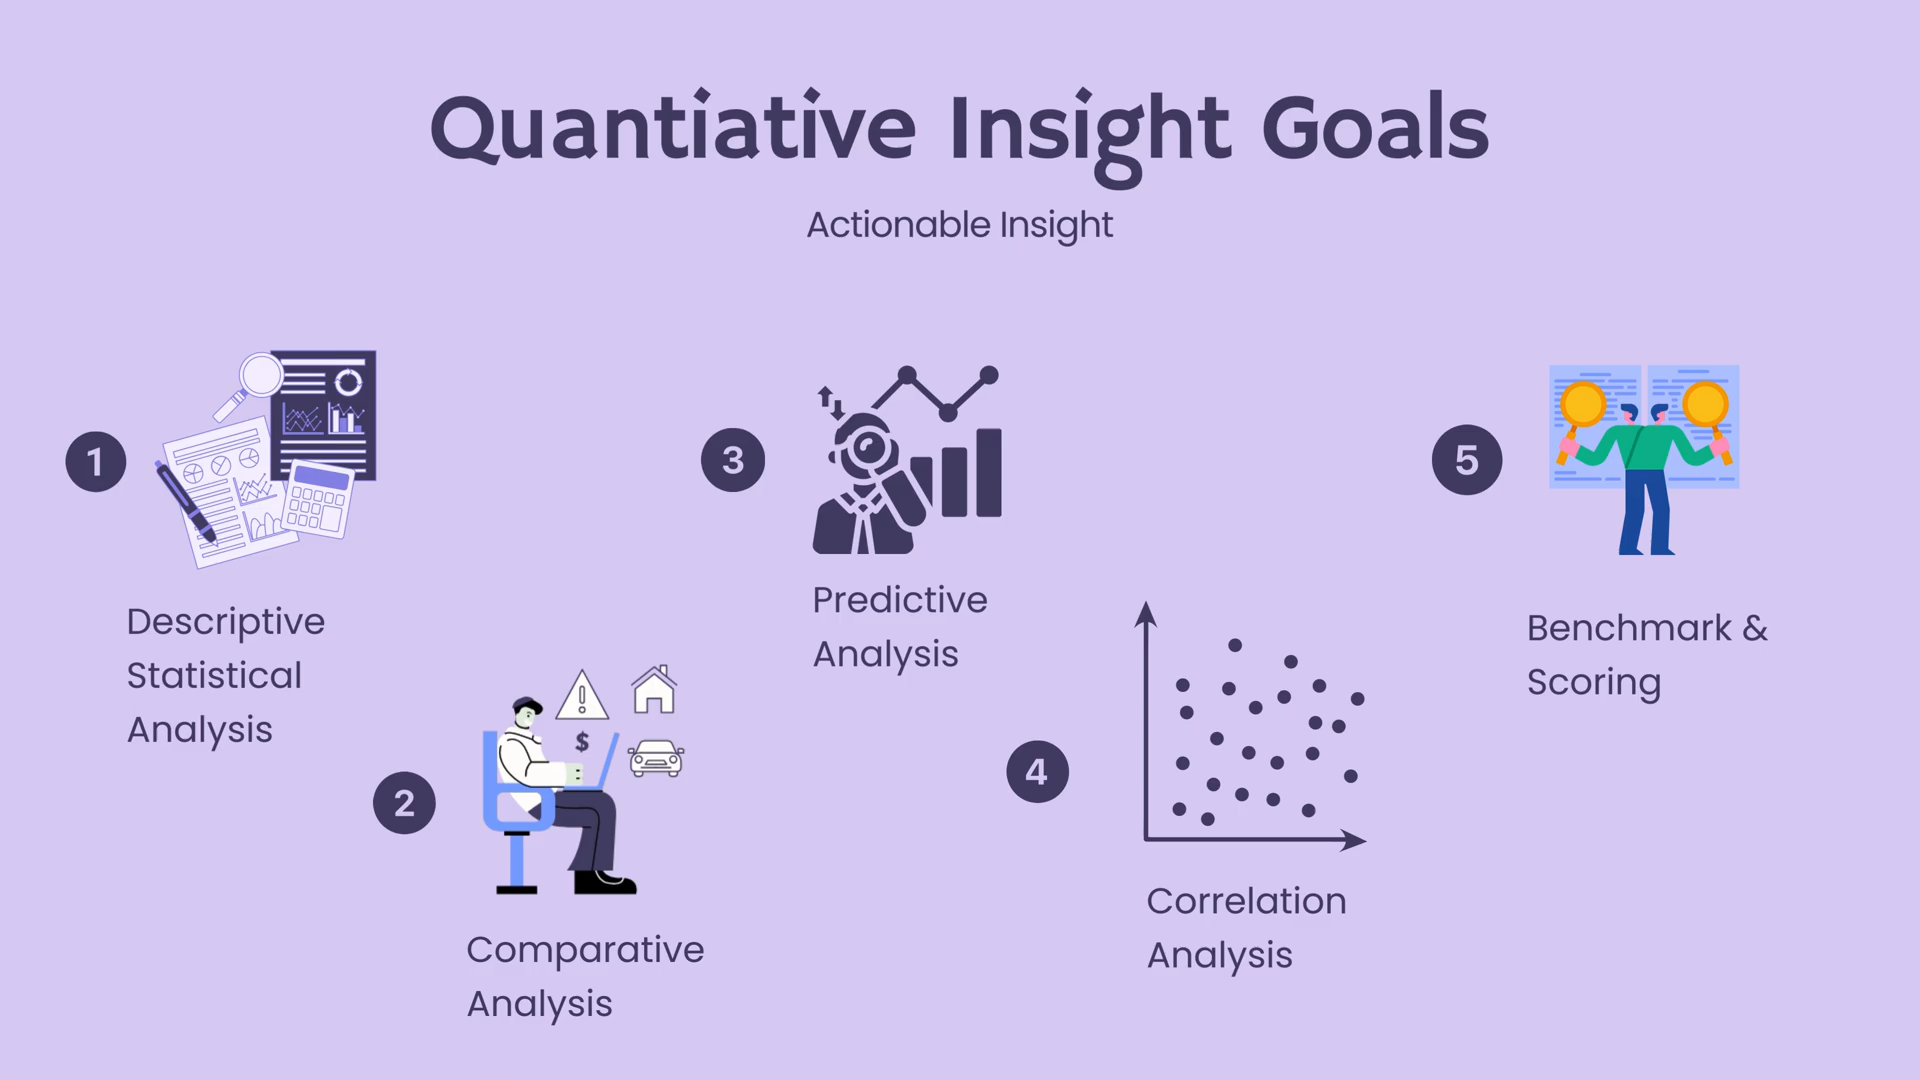 Quantiative Insight Goals
Actionable Insight
1
Descriptive
Statistical
Analysis
2
$
Comparative
Analysis
3
Predictive
Analysis
4
Correlation
Analysis
5
Benchmark &
Scoring